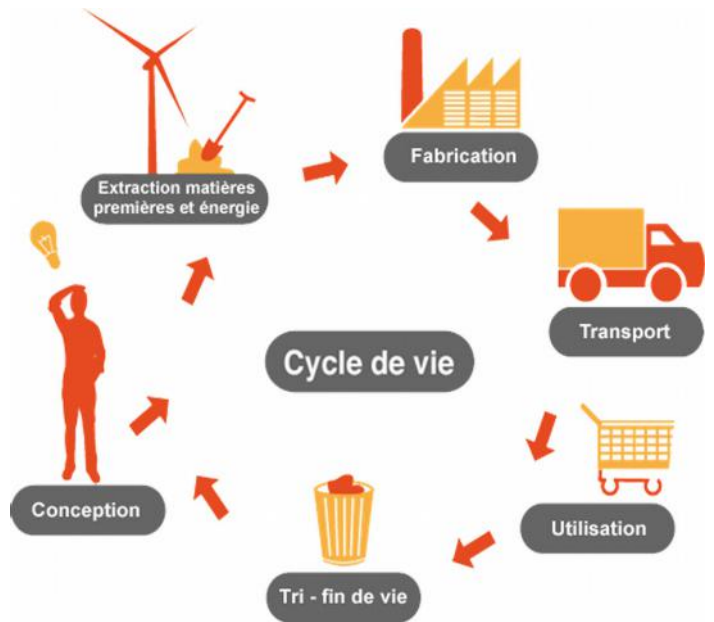 Extraction matières
premières et énergie
Fabrication
Transport
Cycle de vie
Utilisation
Conception
Tri - fin de vie